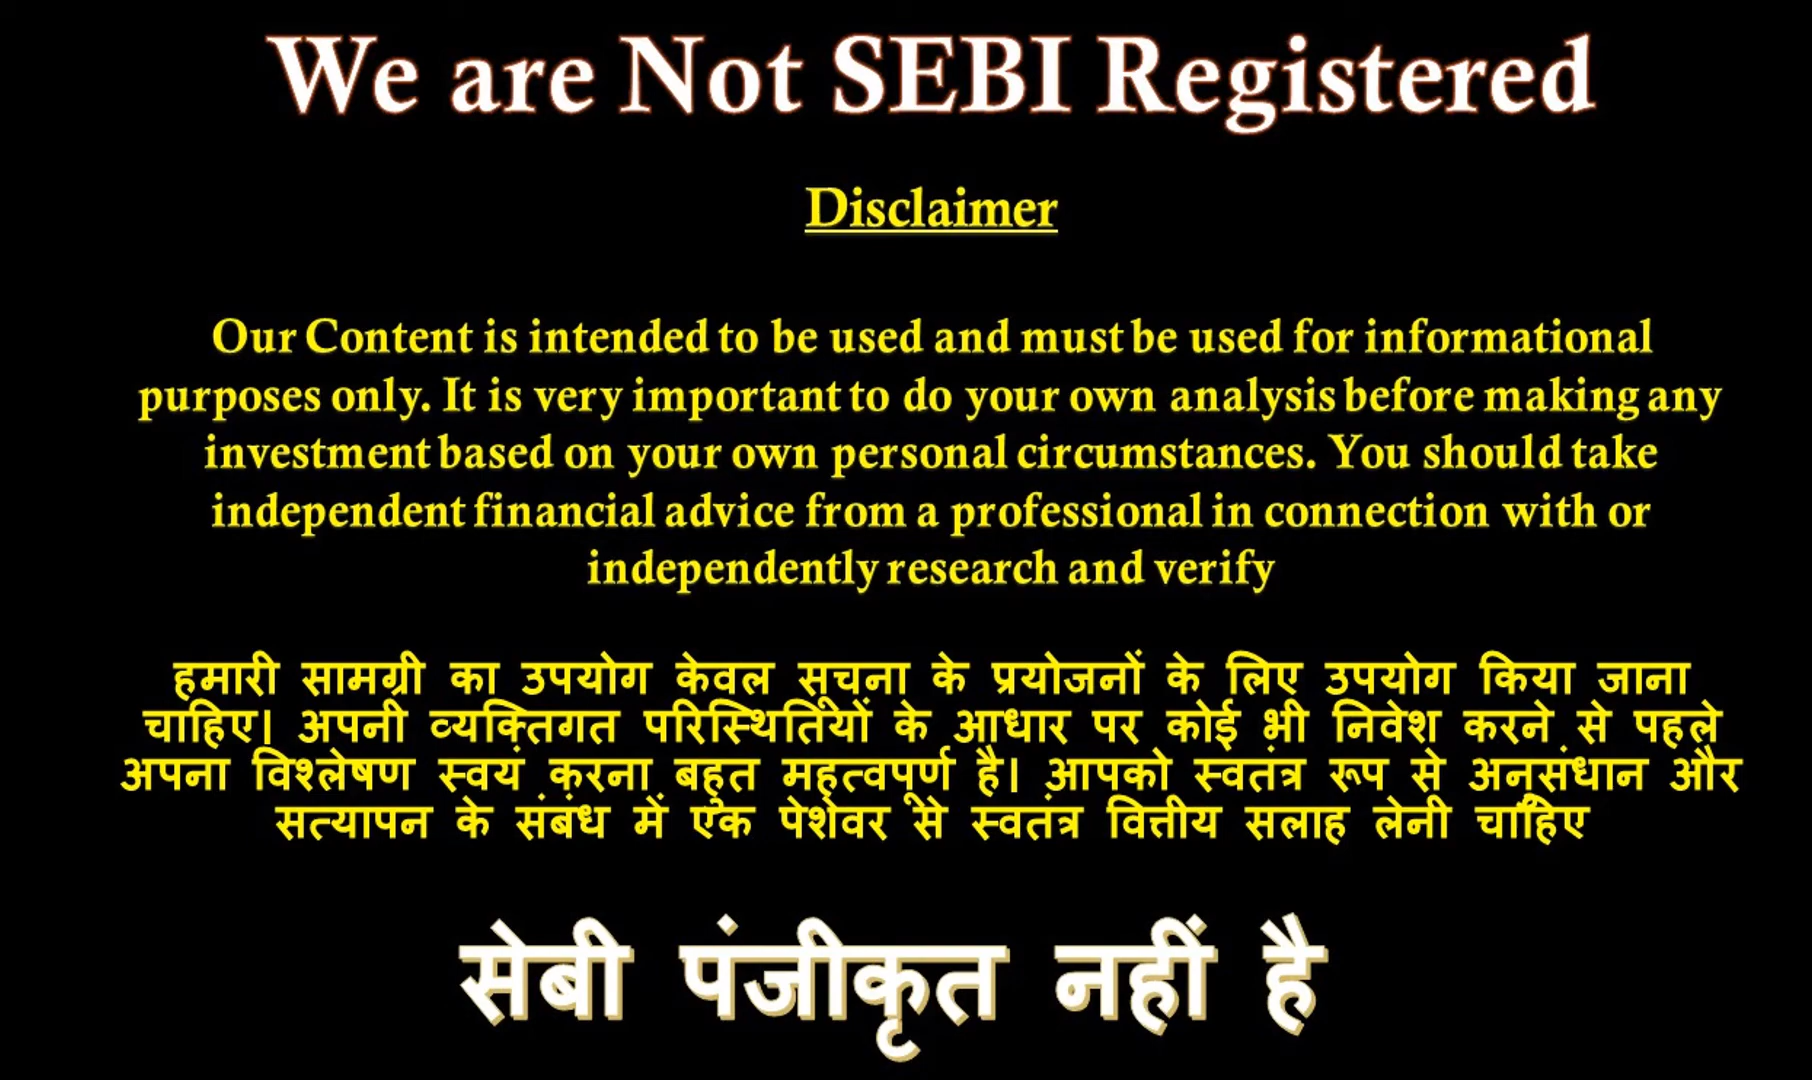 We are Not SEBI Registered
Disclaimer
Our Content is intended to be used and must be used for informational
purposes only. It is very important to do your own analysis before making any
investment based on your own personal circumstances. You should take
independent financial advice from a professional in connection with or
independently research and verify
हमारी सामग्री का उपयोग केवल सूचना के प्रयोजनों के लिए उपयोग किया जाना
चाहिए। अपनी व्यक्तिगत परिस्थितियों के आधार पर कोई भी निवेश करने से पहले
अपना विश्लेषण स्वयं करना बहुत महत्वपूर्ण है। आपको स्वतंत्र रूप से अनुसंधान और
सत्यापन के संबंध में एक पेशेवर से स्वतंत्र वित्तीय सलाह लेनी चाहिए
सेबी पंजीकृत नहीं है